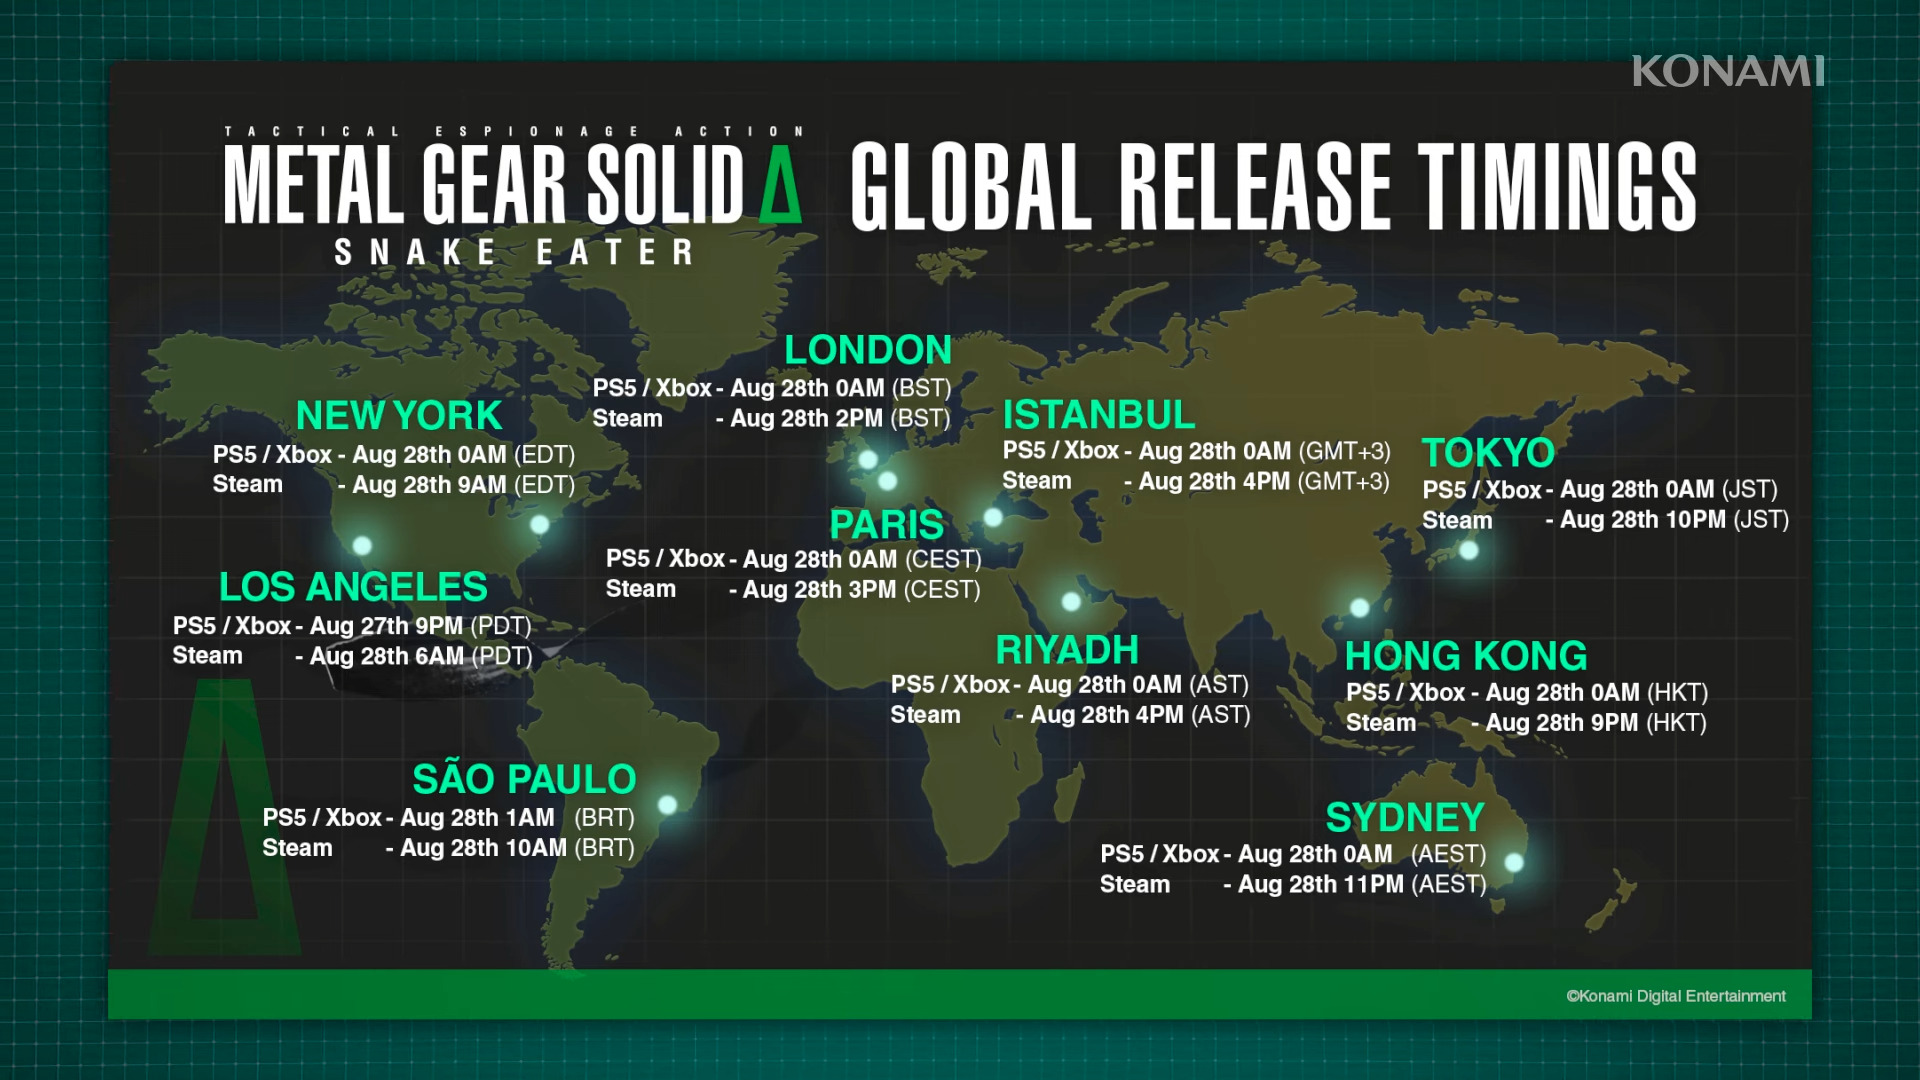 KONAMI
TACTICAL ESPIONAGE ACTION
METAL GEAR SOLID Δ
SNAKE EATER
GLOBAL RELEASE TIMINGS
LONDON
PS5 / Xbox - Aug 28th 0AM (BST)
Steam - Aug 28th 2PM (BST)
NEW YORK
PS5 / Xbox - Aug 28th 0AM (EDT)
Steam - Aug 28th 9AM (EDT)
ISTANBUL
PS5 / Xbox - Aug 28th 0AM (GMT+3)
Steam - Aug 28th 4PM (GMT+3)
TOKYO
PS5 / Xbox - Aug 28th 0AM (JST)
Steam - Aug 28th 10PM (JST)
PARIS
PS5 / Xbox - Aug 28th 0AM (CEST)
Steam - Aug 28th 3PM (CEST)
LOS ANGELES
PS5 / Xbox - Aug 27th 9PM (PDT)
Steam - Aug 28th 6AM (PDT)
RIYADH
PS5 / Xbox - Aug 28th 0AM (AST)
Steam - Aug 28th 4PM (AST)
HONG KONG
PS5 / Xbox - Aug 28th 0AM (HKT)
Steam - Aug 28th 9PM (HKT)
SÃO PAULO
PS5 / Xbox - Aug 28th 1AM (BRT)
Steam - Aug 28th 10AM (BRT)
SYDNEY
PS5 / Xbox - Aug 28th 0AM (AEST)
Steam - Aug 28th 11PM (AEST)
Δ
©Konami Digital Entertainment